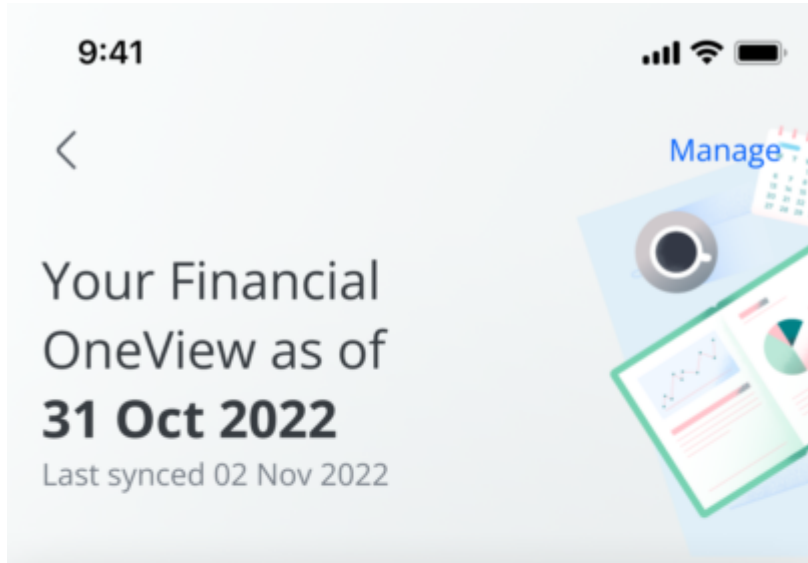 9:41
Manage
Your Financial
OneView as of
31 Oct 2022
Last synced 02 Nov 2022